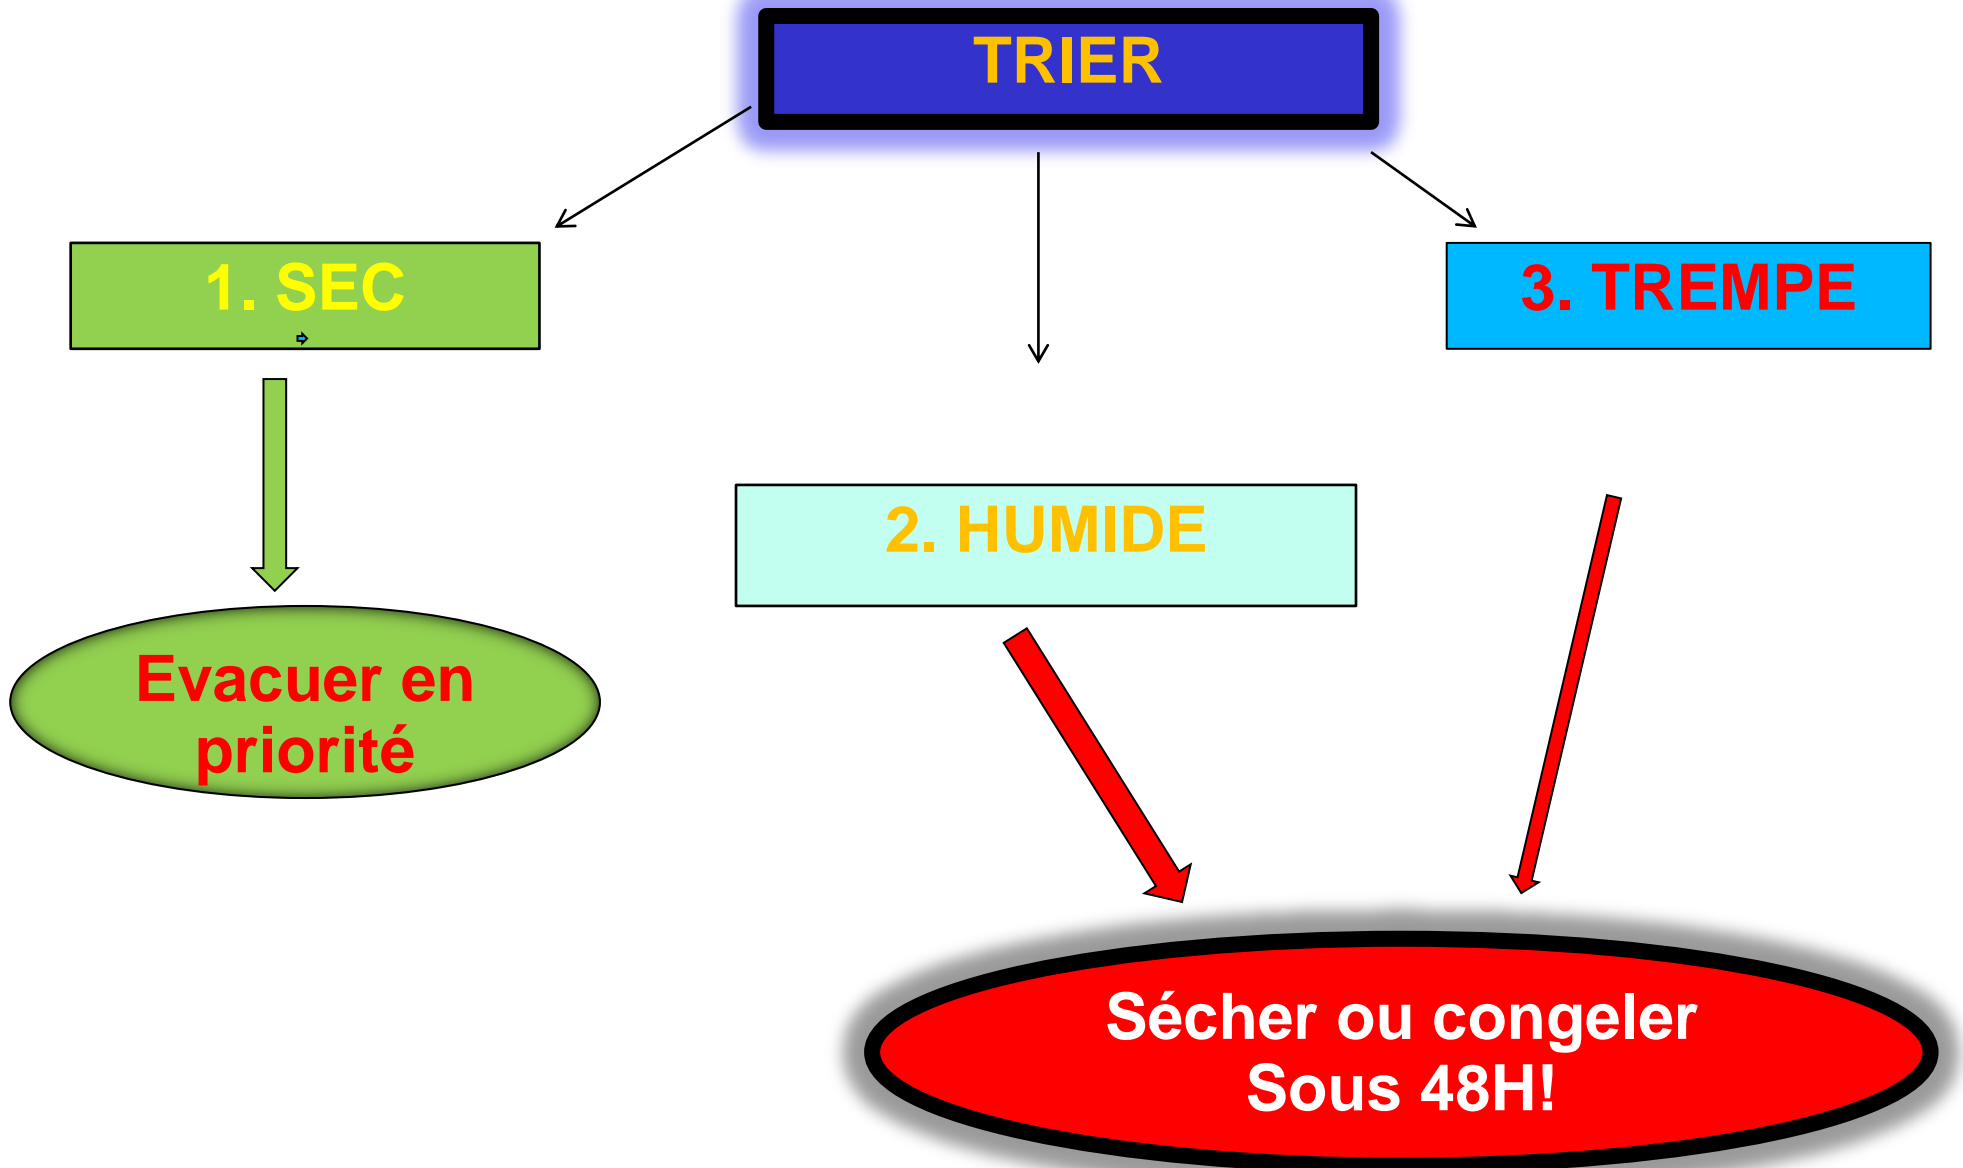 TRIER
1. SEC
3. TREMPE
2. HUMIDE
Evacuer en
priorité
Sécher ou congeler
Sous 48H!